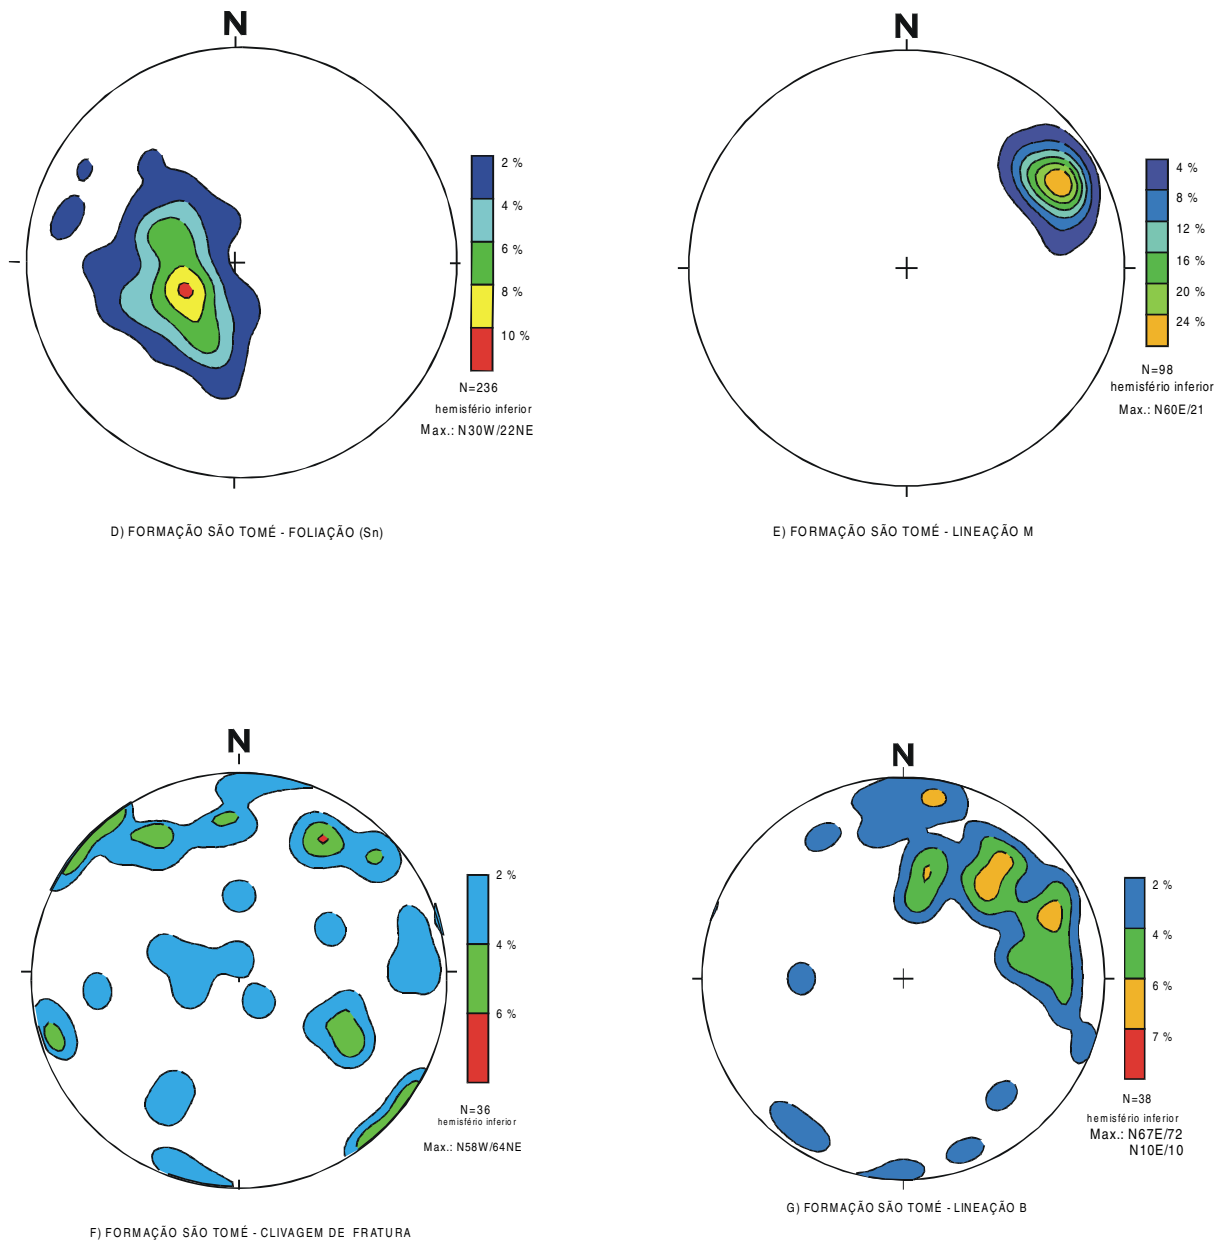 N
2 %
4 %
6 %
8 %
10 %
N=236
hemisfério inferior
Max.: N30W/22NE
D) FORMAÇÃO SÃO TOMÉ - FOLIAÇÃO (Sn)
N
4 %
8 %
12 %
16 %
20 %
24 %
N=98
hemisfério inferior
Max.: N60E/21
E) FORMAÇÃO SÃO TOMÉ - LINEAÇÃO M
N
2 %
4 %
6 %
N=36
hemisfério inferior
Max.: N58W/64NE
F) FORMAÇÃO SÃO TOMÉ - CLIVAGEM DE FRATURA
N
2 %
4 %
6 %
7 %
N=38
hemisfério inferior
Max.: N67E/72
N10E/10
G) FORMAÇÃO SÃO TOMÉ - LINEAÇÃO B